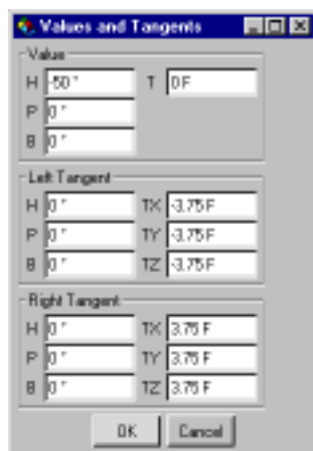 Values and Tangents
Value
H -50 ° T 0 F
P 0 °
B 0 °
Left Tangent
H 0 ° TX -3.75 F
P 0 ° TY -3.75 F
B 0 ° TZ -3.75 F
Right Tangent
H 0 ° TX 3.75 F
P 0 ° TY 3.75 F
B 0 ° TZ 3.75 F
OK Cancel